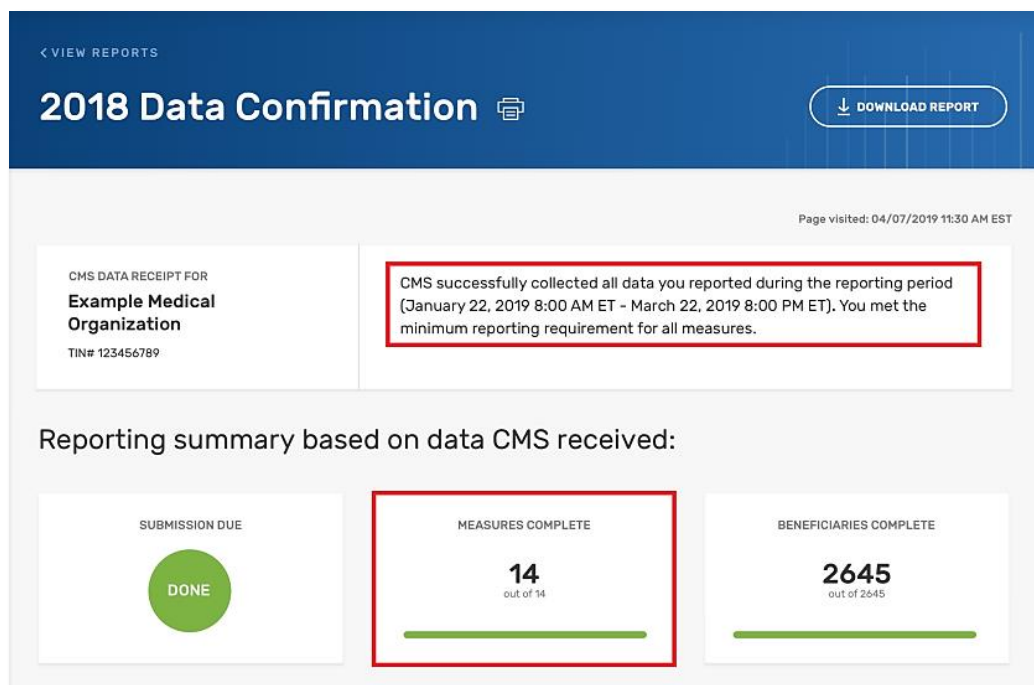 < VIEW REPORTS
2018 Data Confirmation
DOWNLOAD REPORT
Page visited: 04/07/2019 11:30 AM EST
CMS DATA RECEIPT FOR
Example Medical
Organization
TIN# 123456789
CMS successfully collected all data you reported during the reporting period
(January 22, 2019 8:00 AM ET - March 22, 2019 8:00 PM ET). You met the
minimum reporting requirement for all measures.
Reporting summary based on data CMS received:
SUBMISSION DUE
DONE
MEASURES COMPLETE
14
out of 14
BENEFICIARIES COMPLETE
2645
out of 2645